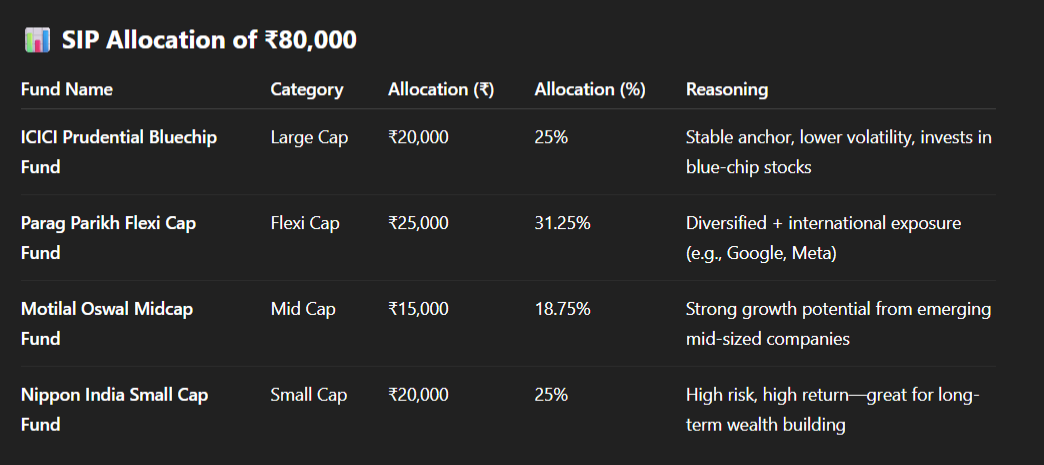 📊 SIP Allocation of ₹80,000
Fund Name Category Allocation (₹) Allocation (%) Reasoning
ICICI Prudential Bluechip Large Cap ₹20,000 25% Stable anchor, lower volatility, invests in
Fund blue-chip stocks
Parag Parikh Flexi Cap Flexi Cap ₹25,000 31.25% Diversified + international exposure
Fund (e.g., Google, Meta)
Motilal Oswal Midcap Mid Cap ₹15,000 18.75% Strong growth potential from emerging
Fund mid-sized companies
Nippon India Small Cap Small Cap ₹20,000 25% High risk, high return—great for long-
Fund term wealth building